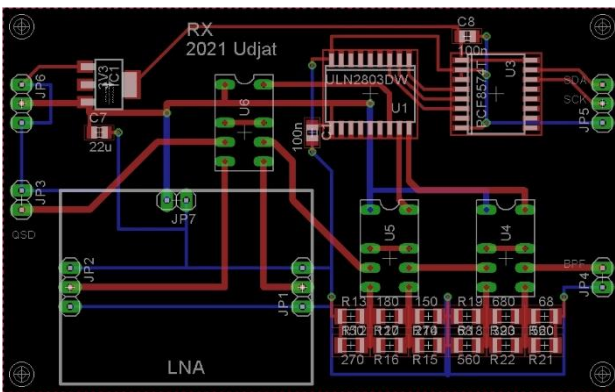 RX
2021 Udjat
C8
100n
JP6
3V3
C7
22u
U6
100n
ULN2803DW
U1
PCF8574T
U3
SDA
SCK
JP5
JP3
QSD
JP7
U5
U4
JP2
JP1
BPF
JP4
R13 180 150 R19 680 68
270 R16 R15 560 R22 R21
LNA